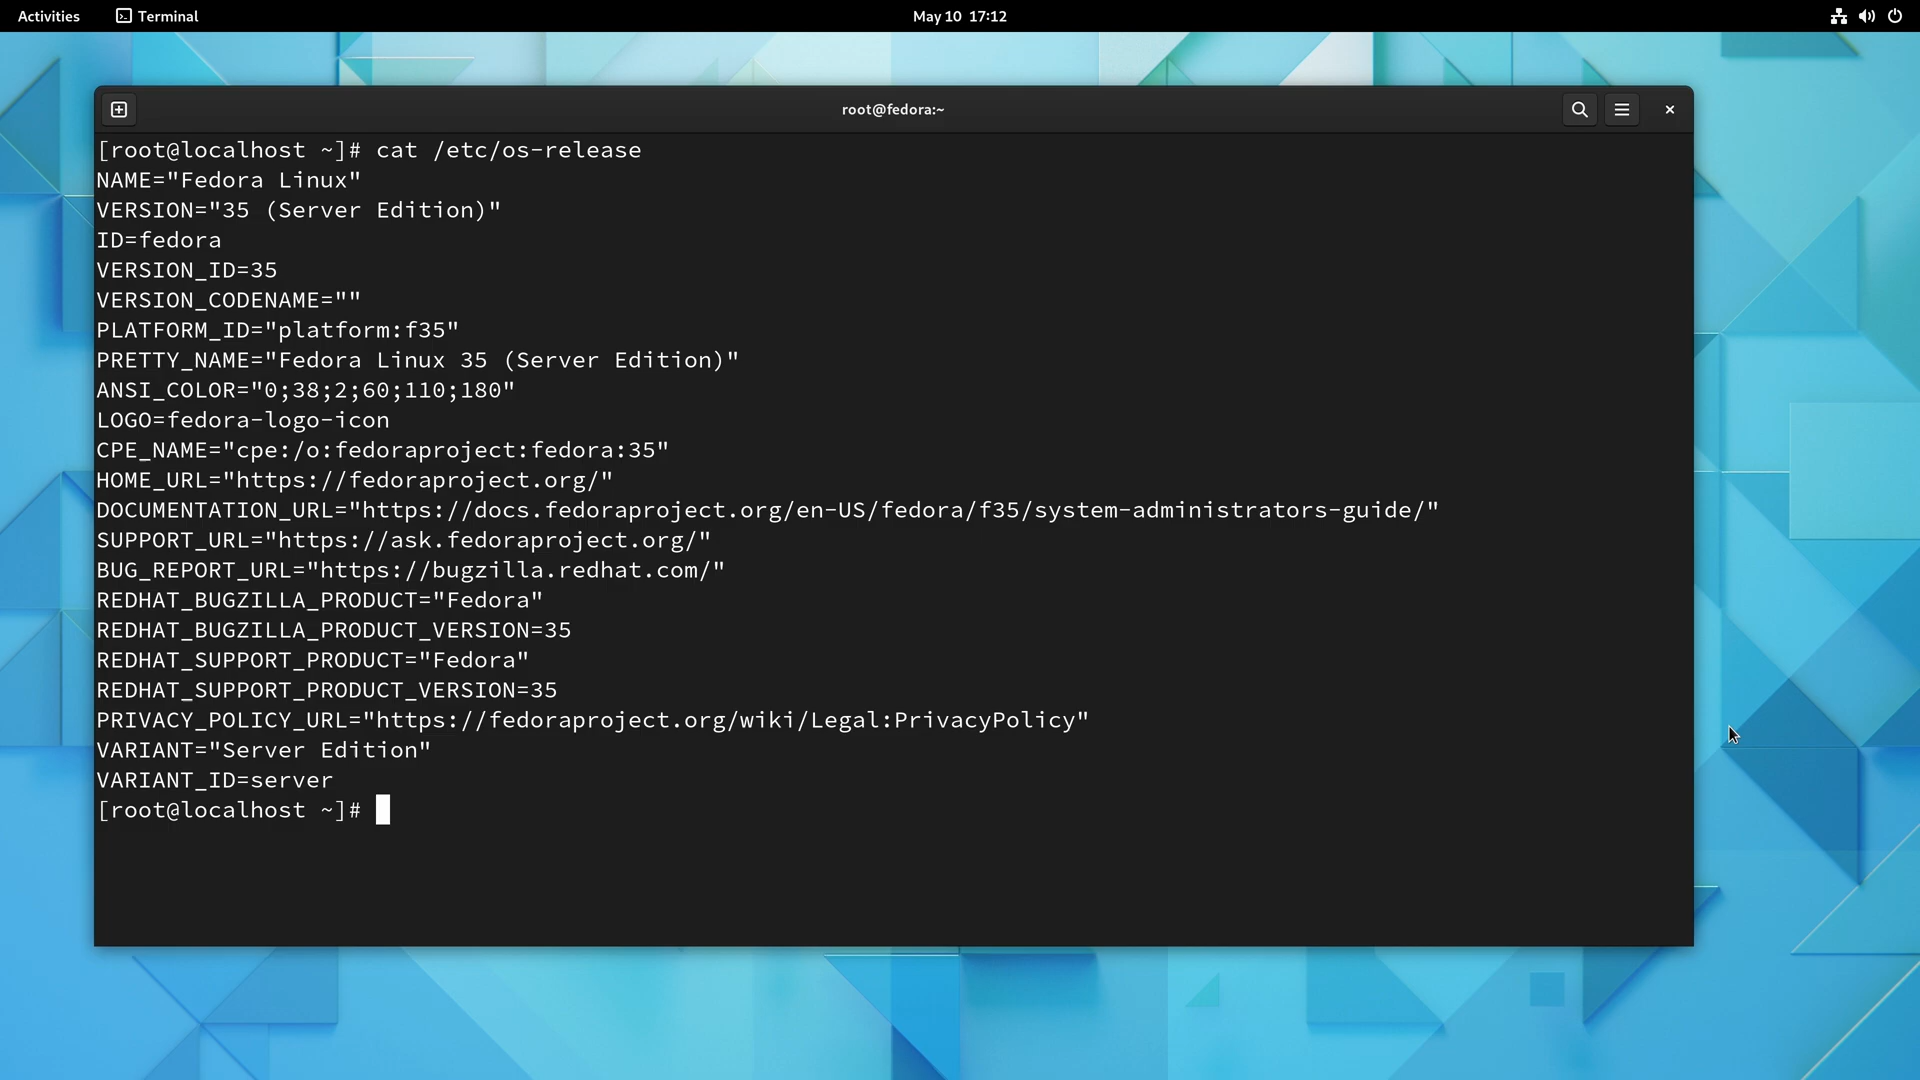 Activities Terminal May 10 17:12
root@fedora:~
[root@localhost ~]# cat /etc/os-release
NAME="Fedora Linux"
VERSION="35 (Server Edition)"
ID=fedora
VERSION_ID=35
VERSION_CODENAME=""
PLATFORM_ID="platform:f35"
PRETTY_NAME="Fedora Linux 35 (Server Edition)"
ANSI_COLOR="0;38;2;60;110;180"
LOGO=fedora-logo-icon
CPE_NAME="cpe:/o:fedoraproject:fedora:35"
HOME_URL="https://fedoraproject.org/"
DOCUMENTATION_URL="https://docs.fedoraproject.org/en-US/fedora/f35/system-administrators-guide/"
SUPPORT_URL="https://ask.fedoraproject.org/"
BUG_REPORT_URL="https://bugzilla.redhat.com/"
REDHAT_BUGZILLA_PRODUCT="Fedora"
REDHAT_BUGZILLA_PRODUCT_VERSION=35
REDHAT_SUPPORT_PRODUCT="Fedora"
REDHAT_SUPPORT_PRODUCT_VERSION=35
PRIVACY_POLICY_URL="https://fedoraproject.org/wiki/Legal:PrivacyPolicy"
VARIANT="Server Edition"
VARIANT_ID=server
[root@localhost ~]#